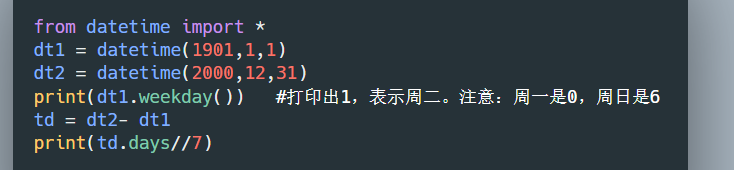 from datetime import *
dt1 = datetime(1901,1,1)
dt2 = datetime(2000,12,31)
print(dt1.weekday())   #打印出1，表示周二。注意：周一是0，周日是6
td = dt2- dt1
print(td.days//7)